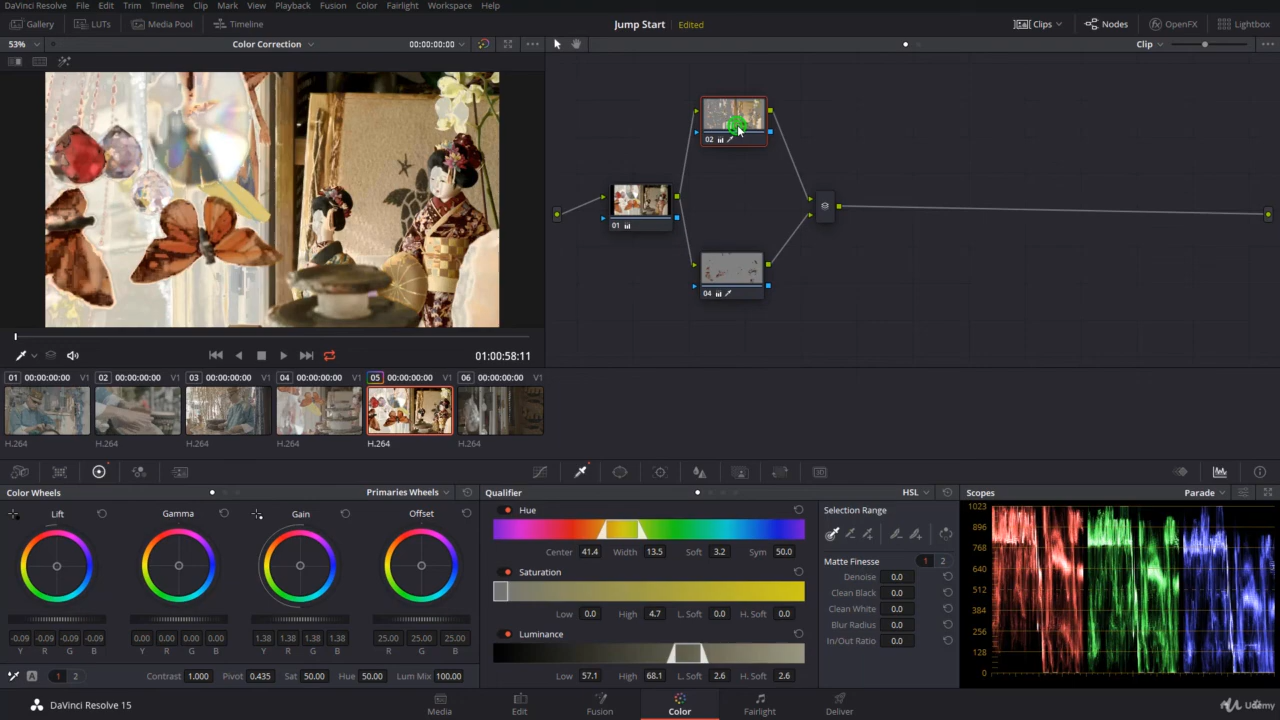 DaVinci Resolve File Edit Trim Timeline Clip Mark View Playback Fusion Color Fairlight Workspace Help
Gallery LUTs Media Pool Timeline Jump Start Edited Clips Nodes OpenFX Lightbox
53% Color Correction 00:00:00:00 Clip
02
01
04
01:00:58:11
01 00:00:00:00 V1 02 00:00:00:00 V1 03 00:00:00:00 V1 04 00:00:00:00 V1 05 00:00:00:00 V1 06 00:00:00:00 V1
H.264 H.264 H.264 H.264 H.264 H.264
Color Wheels Primaries Wheels Qualifier HSL Scopes Parade
Lift Gamma Gain Offset
-0.09 -0.09 -0.09 -0.09 0.00 0.00 0.00 0.00 1.38 1.38 1.38 1.38 25.00 25.00 25.00
Y R G B Y R G B Y R G B R G B
A 1 2 Contrast 1.000 Pivot 0.435 Sat 50.00 Hue 50.00 Lum Mix 100.00
Hue
Center 41.4 Width 13.5 Soft 3.2 Sym 50.0
Saturation
Low 0.0 High 4.7 L. Soft 0.0 H. Soft 0.0
Luminance
Low 57.1 High 68.1 L. Soft 2.6 H. Soft 2.6
Selection Range
Matte Finesse 1 2
Denoise 0.0
Clean Black 0.0
Clean White 0.0
Blur Radius 0.0
In/Out Ratio 0.0
1023
896
768
640
512
384
256
128
0
DaVinci Resolve 15 Media Edit Fusion Color Fairlight Deliver Udemy